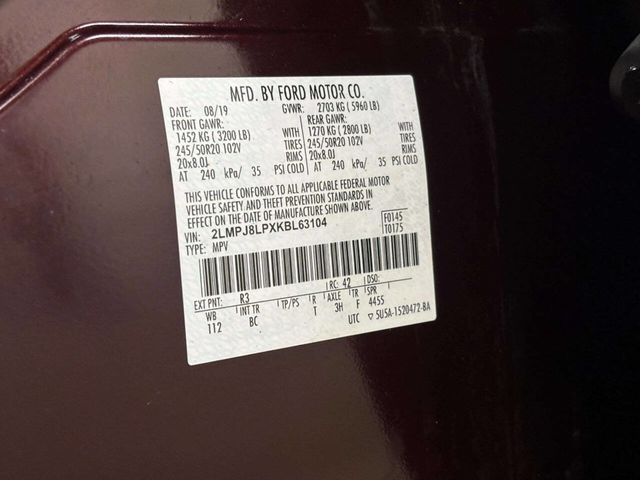 MFD. BY FORD MOTOR CO.
DATE: 08/19 GVWR: 2703 KG ( 5960 LB)
FRONT GAWR: REAR GAWR:
1452 KG ( 3200 LB) WITH 1270 KG ( 2800 LB) WITH
245/50R20 102V TIRES 245/50R20 102V TIRES
20x8.0J RIMS 20x8.0J RIMS
AT 240 kPa/ 35 PSI COLD AT 240 kPa/ 35 PSI COLD
THIS VEHICLE CONFORMS TO ALL APPLICABLE FEDERAL MOTOR
VEHICLE SAFETY AND THEFT PREVENTION STANDARDS IN
EFFECT ON THE DATE OF MANUFACTURE SHOWN ABOVE.
VIN: 2LMPJ8LPXKBL63104 F0145
TYPE: MPV T0175
EXT PNT: R3 RC: 42 DSO:
WB INT TR TP/PS R AXLE TR SPR
112 BC T 3H F 4455
UTC ▽5U5A-1520472-BA